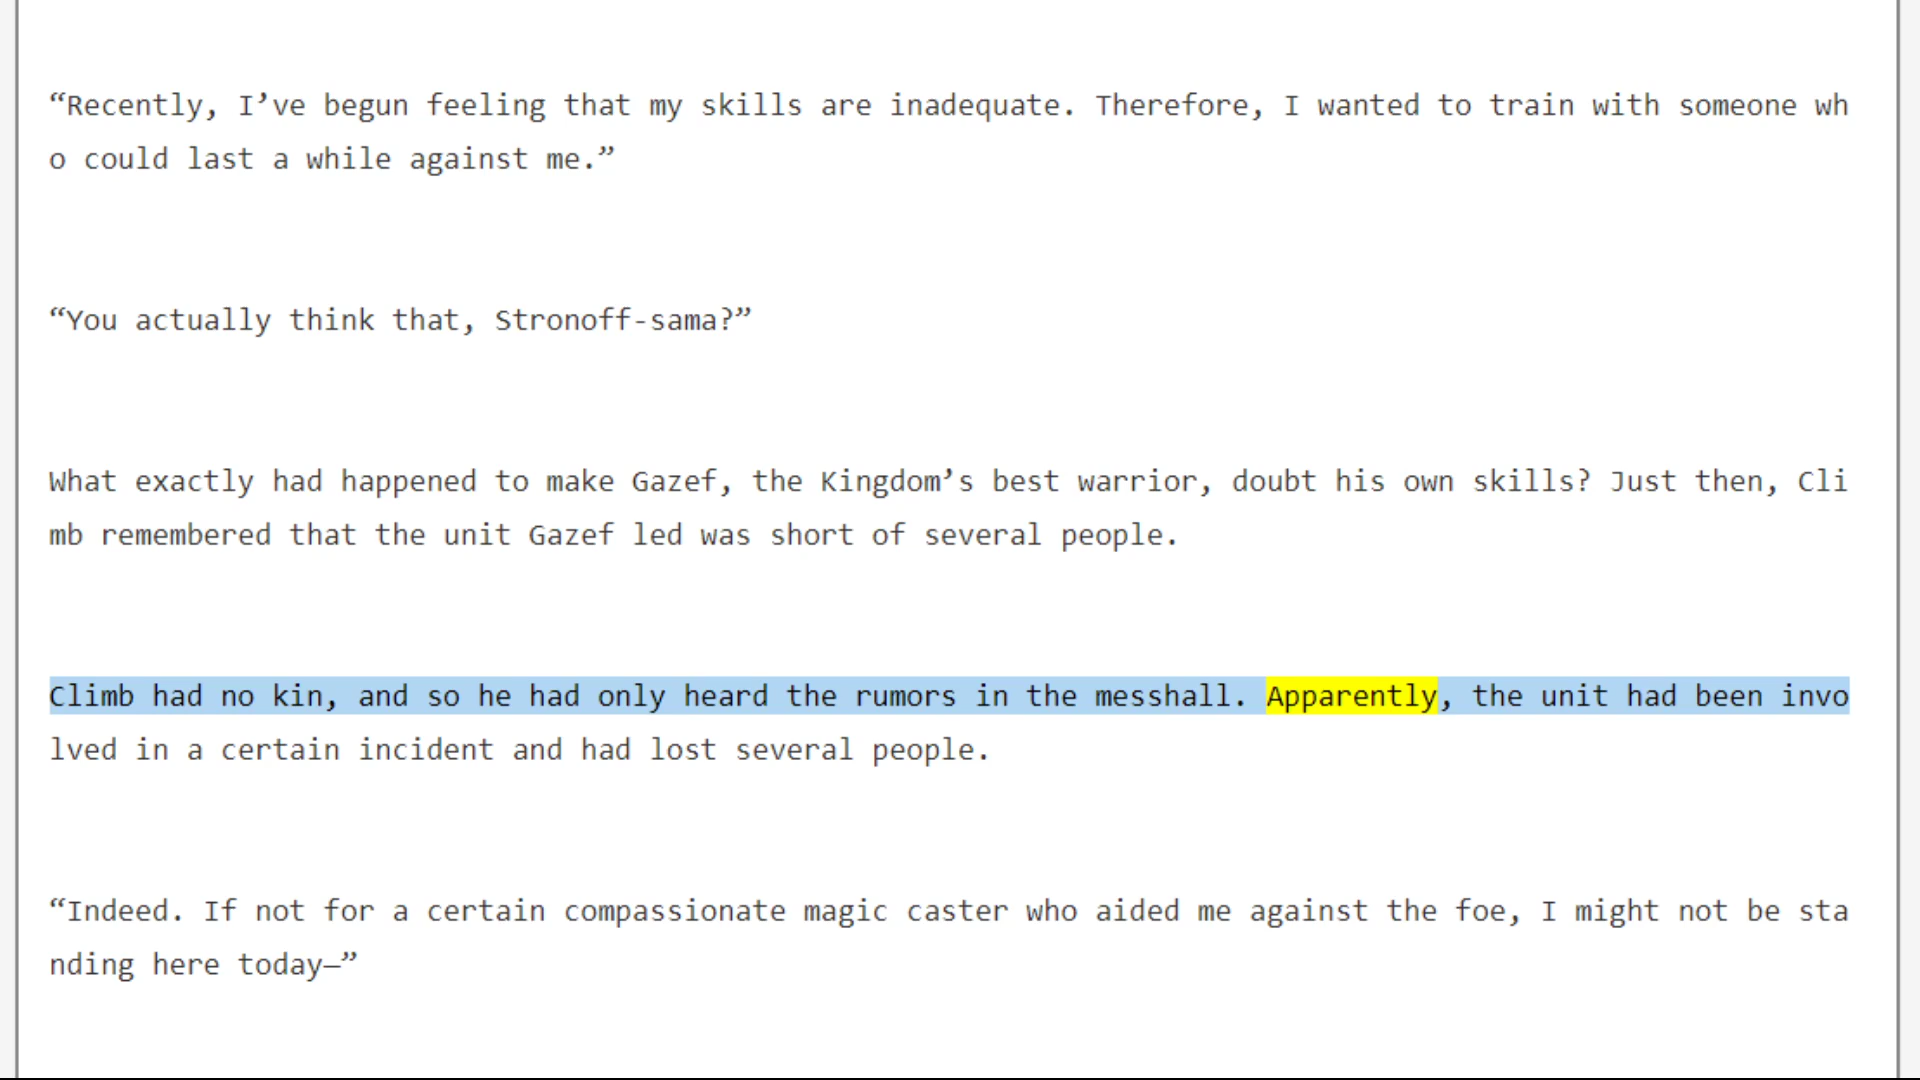 “Recently, I’ve begun feeling that my skills are inadequate. Therefore, I wanted to train with someone wh
o could last a while against me.”
“You actually think that, Stronoff-sama?”
What exactly had happened to make Gazef, the Kingdom’s best warrior, doubt his own skills? Just then, Cli
mb remembered that the unit Gazef led was short of several people.
Climb had no kin, and so he had only heard the rumors in the messhall. Apparently, the unit had been invo
lved in a certain incident and had lost several people.
“Indeed. If not for a certain compassionate magic caster who aided me against the foe, I might not be sta
nding here today—”